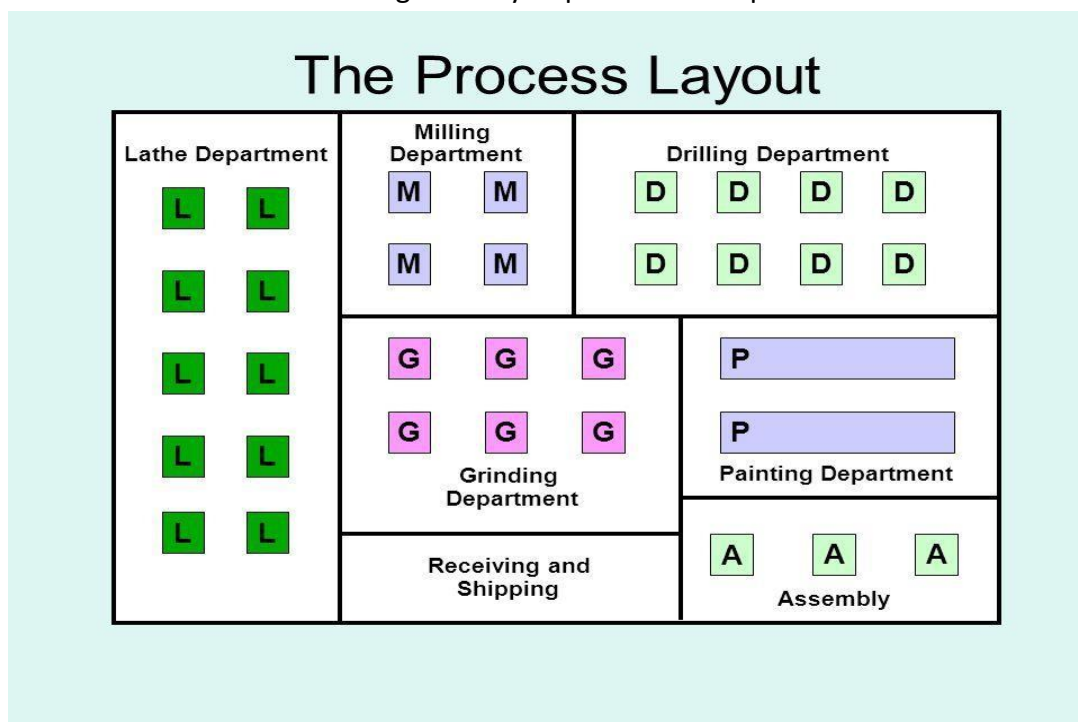 The Process Layout
Lathe Department
L L
L L
L L
L L
L L
Milling
Department
M M
M M
Drilling Department
D D D D
D D D D
G G G
G G G
Grinding
Department
P
P
Painting Department
Receiving and
Shipping
A A A
Assembly